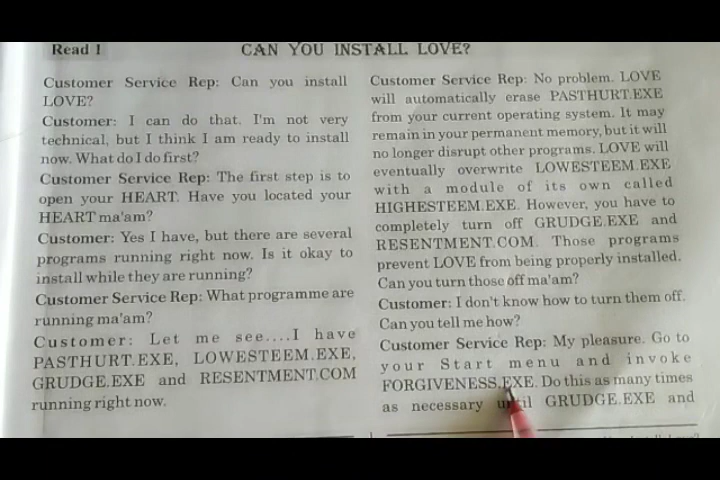 Read 1
CAN YOU INSTALL LOVE?
Customer Service Rep: Can you install
LOVE?
Customer: I can do that. I'm not very
technical, but I think I am ready to install
now. What do I do first?
Customer Service Rep: The first step is to
open your HEART. Have you located your
HEART ma'am?
Customer: Yes I have, but there are several
programs running right now. Is it okay to
install while they are running?
Customer Service Rep: What programme are
running ma'am?
Customer: Let me see....I have
PASTHURT.EXE, LOWESTEEM.EXE,
GRUDGE.EXE and RESENTMENT.COM
running right now.
Customer Service Rep: No problem. LOVE
will automatically erase PASTHURT.EXE
from your current operating system. It may
remain in your permanent memory, but it will
no longer disrupt other programs. LOVE will
eventually overwrite LOWESTEEM.EXE
with a module of its own called
HIGHESTEEM.EXE. However, you have to
completely turn off GRUDGE.EXE and
RESENTMENT.COM. Those programs
prevent LOVE from being properly installed.
Can you turn those off ma'am?
Customer: I don't know how to turn them off.
Can you tell me how?
Customer Service Rep: My pleasure. Go to
your Start menu and invoke
FORGIVENESS.EXE. Do this as many times
as necessary until GRUDGE.EXE and